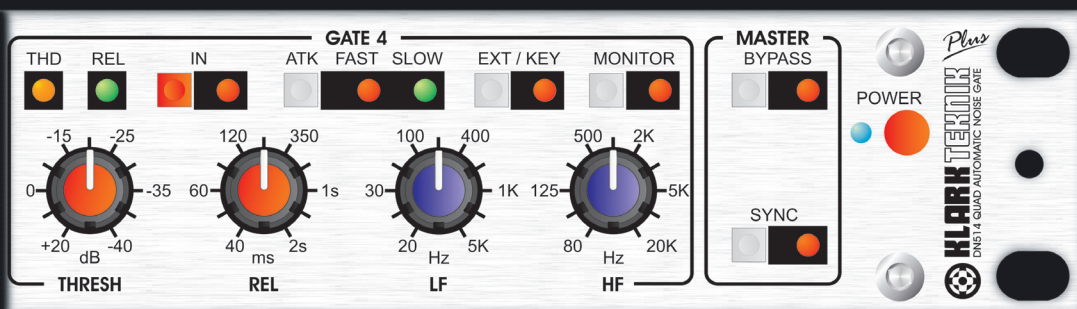 GATE 4
THD REL IN ATK FAST SLOW EXT / KEY MONITOR
-15 -25
0 -35
+20 -40
dB
THRESH
120 350
60 1s
40 2s
ms
REL
100 400
30 1K
20 5K
Hz
LF
500 2K
125 5K
80 20K
Hz
HF
MASTER
BYPASS
SYNC
POWER
Plus
KLARK TEKNIK
DN514 QUAD AUTOMATIC NOISE GATE